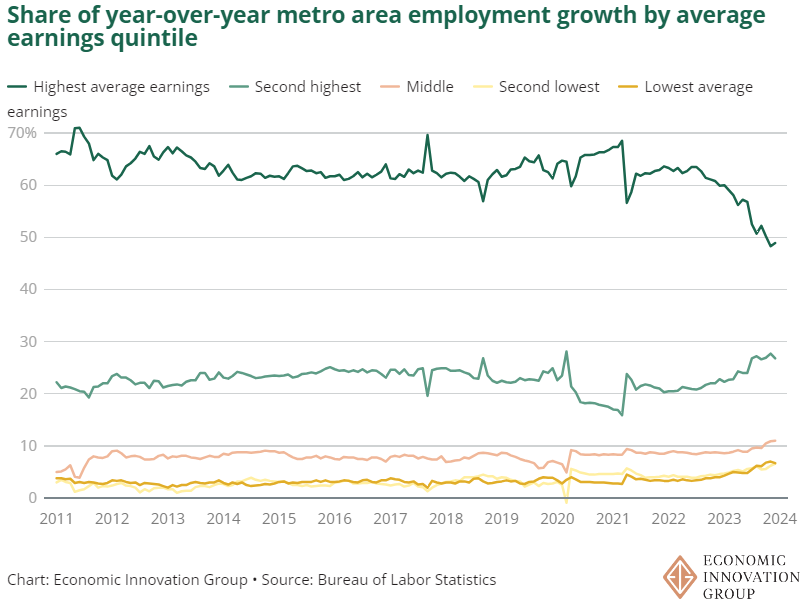 Share of year-over-year metro area employment growth by average
earnings quintile
Highest average earnings Second highest Middle Second lowest Lowest average
earnings
70%
60
50
40
30
20
10
0
2011 2012 2013 2014 2015 2016 2017 2018 2019 2020 2021 2022 2023 2024
Chart: Economic Innovation Group • Source: Bureau of Labor Statistics
ECONOMIC
INNOVATION
GROUP